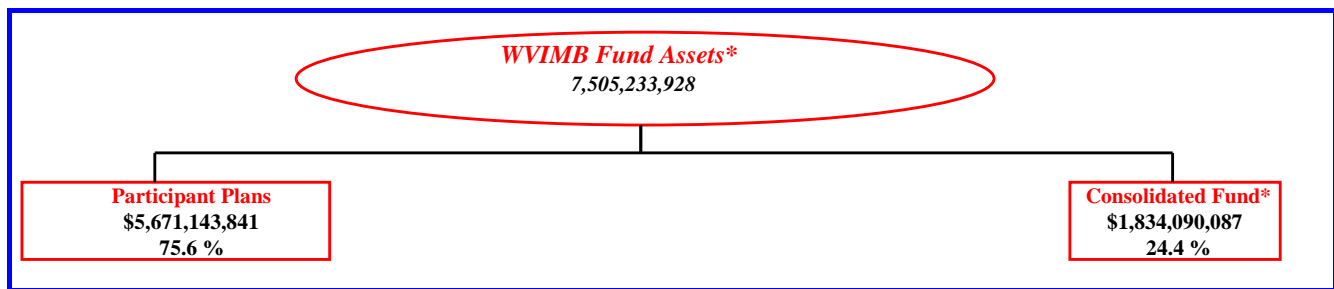 WVIMB Fund Assets*
7,505,233,928
Participant Plans
$5,671,143,841
75.6 %
Consolidated Fund*
$1,834,090,087
24.4 %